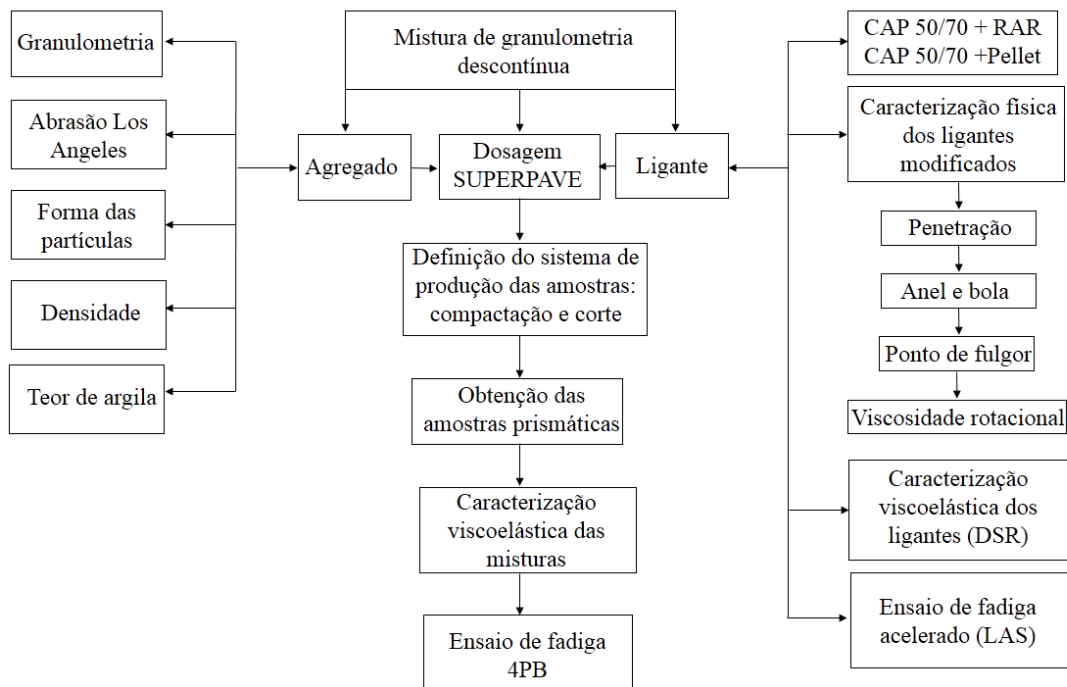 Mistura de granulometria
descontínua
Granulometria
Abrasão Los
Angeles
Forma das
partículas
Densidade
Teor de argila
Agregado
Dosagem
SUPERPAVE
Ligante
Definição do sistema de
produção das amostras:
compactação e corte
Obtenção das
amostras prismáticas
Caracterização
viscoelástica das
misturas
Ensaio de fadiga
4PB
CAP 50/70 + RAR
CAP 50/70 +Pellet
Caracterização física
dos ligantes
modificados
Penetração
Anel e bola
Ponto de fulgor
Viscosidade rotacional
Caracterização
viscoelástica dos
ligantes (DSR)
Ensaio de fadiga
acelerado (LAS)